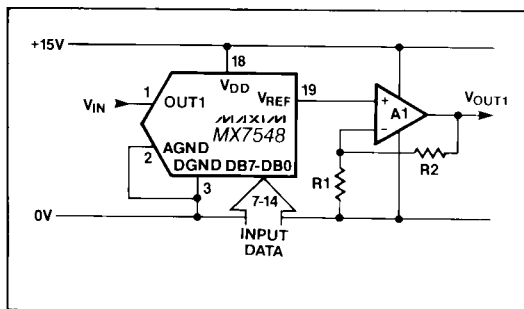 +15V
18
VDD
1
VIN
OUT1
19
VREF
MAXIM
MX7548
2
AGND
DGND DB7-DB0
3
7-14
+
A1
−
VOUT1
R1
R2
0V
INPUT
DATA